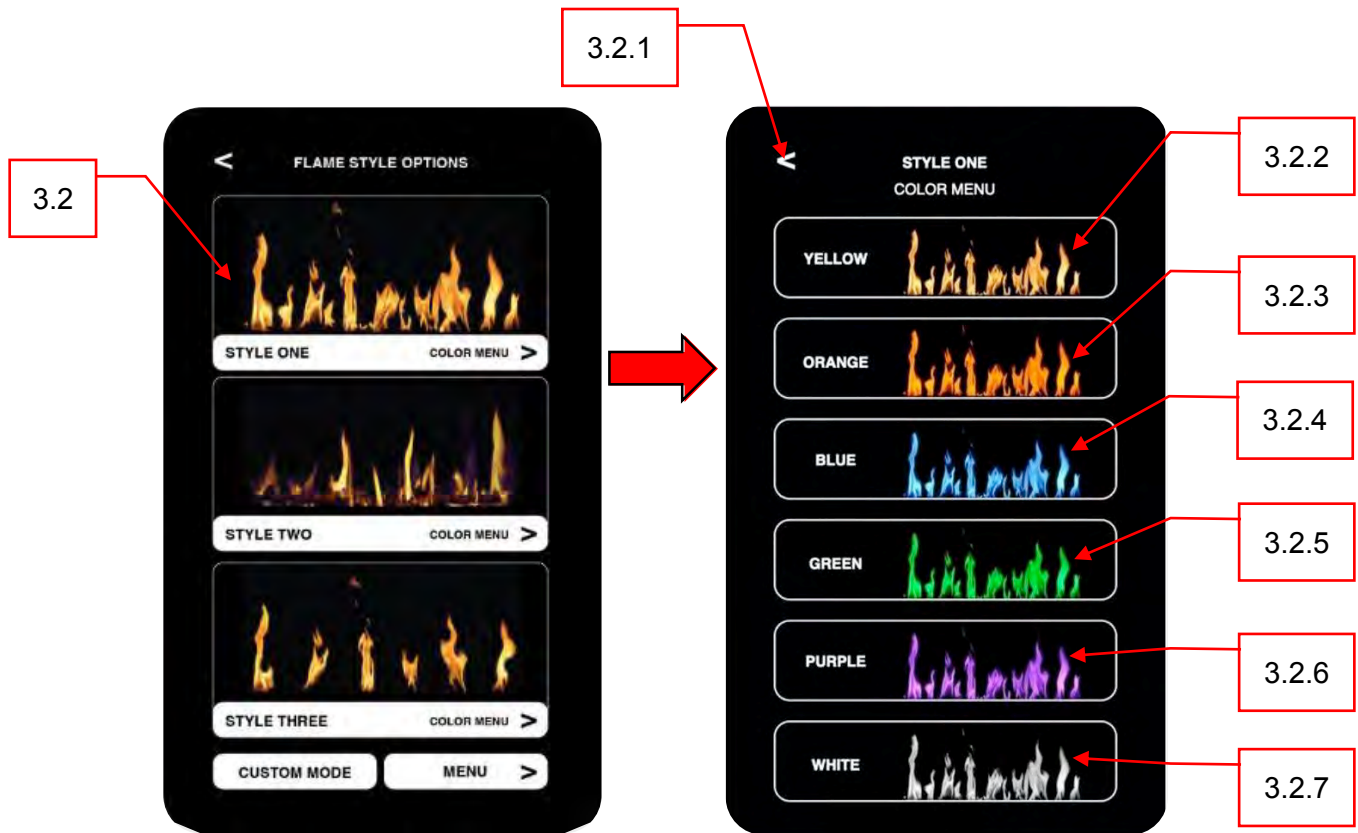 3.2.1
3.2
< FLAME STYLE OPTIONS
STYLE ONE COLOR MENU >
STYLE TWO COLOR MENU >
STYLE THREE COLOR MENU >
CUSTOM MODE MENU >
<
STYLE ONE
COLOR MENU
YELLOW
ORANGE
BLUE
GREEN
PURPLE
WHITE
3.2.2
3.2.3
3.2.4
3.2.5
3.2.6
3.2.7